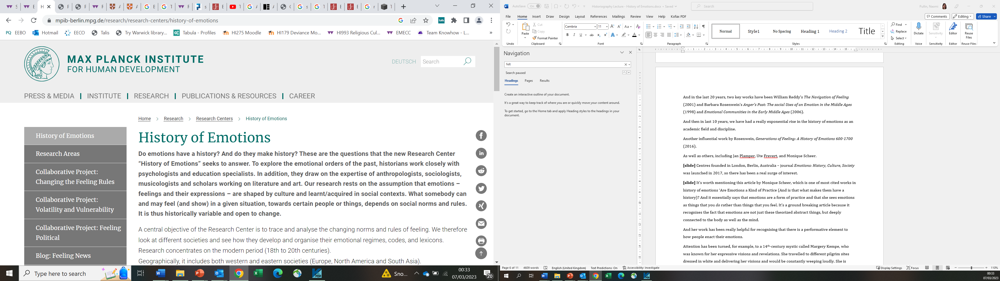 mpib-berlin.mpg.de/research/research-centers/history-of-emotions
PQ EEBO Hotmail EECO Talis Try Warwick library... Tabula - Profiles HI275 Moodle HI179 Deviance Mo... HI993 Religious Cul... EMECC Team Knowhow - L... »
MAX PLANCK INSTITUTE
FOR HUMAN DEVELOPMENT
DEUTSCH Search
PRESS & MEDIA | INSTITUTE | RESEARCH | PUBLICATIONS & RESOURCES | CAREER
Home > Research > Research Centers > History of Emotions
History of Emotions
Research Areas
Collaborative Project:
Changing the Feeling Rules
Collaborative Project:
Volatility and Vulnerability
Collaborative Project: Feeling
Political
Blog: Feeling News
History of Emotions
Do emotions have a history? And do they make history? These are the questions that the new Research Center
“History of Emotions” seeks to answer. To explore the emotional orders of the past, historians work closely with
psychologists and education specialists. In addition, they draw on the expertise of anthropologists, sociologists,
musicologists and scholars working on literature and art. Our research rests on the assumption that emotions –
feelings and their expressions – are shaped by culture and learnt/acquired in social contexts. What somebody can
and may feel (and show) in a given situation, towards certain people or things, depends on social norms and rules.
It is thus historically variable and open to change.
A central objective of the Research Center is to trace and analyse the changing norms and rules of feeling. We therefore
look at different societies and see how they develop and organise their emotional regimes, codes, and lexicons.
Research concentrates on the modern period (18th to 20th centuries).
Geographically, it includes both western and eastern societies (Europe, North America and South Asia).
Type here to search
Sno...
00:33
07/03/2023
20
AutoSave On Historiography Lecture - History of Emotions.docx • Saved Search Pullin, Naomi
File Home Insert Draw Design Layout References Mailings Review View Help Kofax PDF Comments Editing Share
Paste Cut Copy Format Painter
Cambria 11
Normal Style1 No Spacing Heading 1 Heading 2 Title
Find Replace Select Dictate Sensitivity Editor Reuse Files
Undo Clipboard Font Paragraph Styles Editing Voice Sensitivity Editor Reuse Files
Navigation
felt
Search paused
Headings Pages Results
Create an interactive outline of your document.
It's a great way to keep track of where you are or quickly move your content around.
To get started, go to the Home tab and apply Heading styles to the headings in your
document.
And in the last 20 years, two key works have been William Reddy's The Navigation of Feeling
(2001) and Barbara Rosenwein's Anger's Past: The social Uses of an Emotion in the Middle Ages
(1998) and Emotional Communities in the Early Middle Ages (2006).
And then in last 10 years, we have had a really exponential rise in the history of emotions as an
academic field and discipline.
Another influential work by Rosenwein, Generations of Feeling: A History of Emotions 600-1700
(2016).
As well as others, including Jan Plamper, Ute Frevert, and Monique Scheer.
[slide] Centres founded in London, Berlin, Australia – journal Emotions: History, Culture, Society
was launched in 2017, so there has been a real surge of interest.
[slide] It's worth mentioning this article by Monique Scheer, which is one of most cited works in
history of emotions ‘Are Emotions a Kind of Practice (And is that what makes them have a
history)? And it essentially says that emotions are a form of practice and that she sees emotions
as things that you do rather than things that you feel. It's a ground breaking article because it
recognises the fact that emotions are not just these theorized abstract things, but deeply
connected to the body as well as the mind.
And her work has been really helpful for recognising that there is a performative element to
how people enact their emotions.
Attention has been turned, for example, to a 14th-century mystic called Margery Kempe, who
was known for her expressive visions and revelations. She travelled to different pilgrim sites
dressed in white and delivering her visions and would be constantly weeping loudly. She is
Page 6 of 11 4609 words English (United Kingdom) Text Predictions: On Accessibility: Investigate Display Settings Focus 110%
00:33
07/03/2023